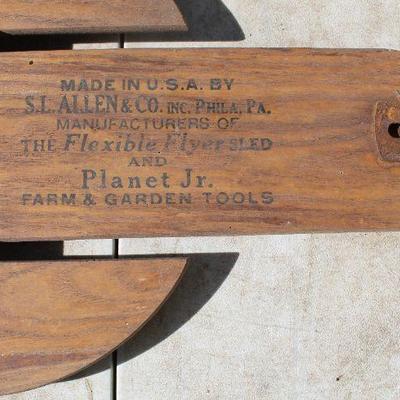 MADE IN U.S.A. BY
S.L. ALLEN & CO. INC. PHILA. PA.
MANUFACTURERS OF
THE Flexible Flyer SLED
AND
Planet Jr.
FARM & GARDEN TOOLS